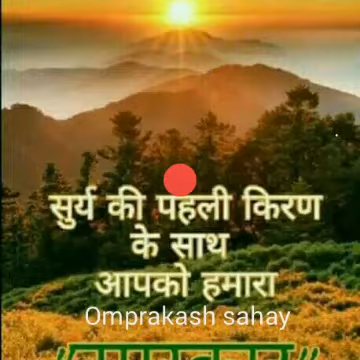 सुर्य की पहली किरण
के साथ
आपको हमारा
Omprakash sahay